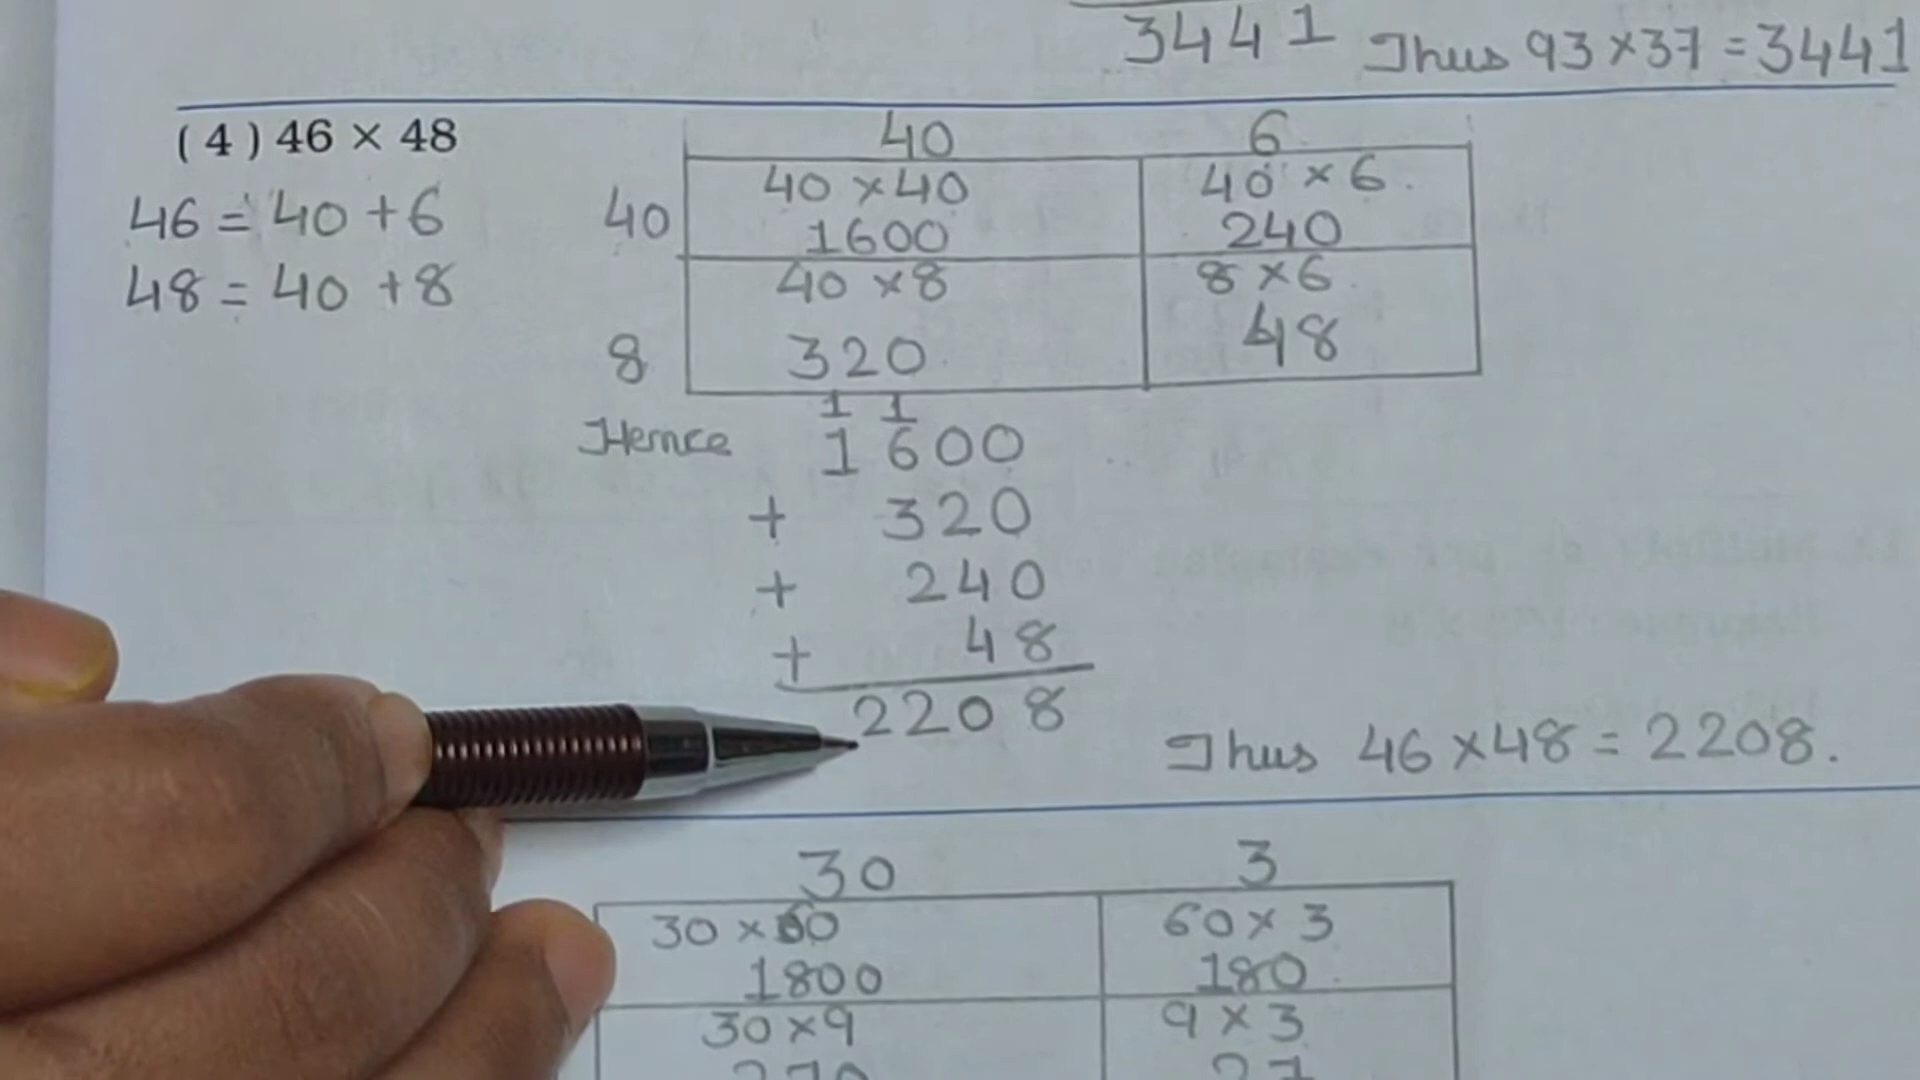 3441 Thus 93×37=3441
(4) 46 × 48
40 6
46 = 40 + 6
48 = 40 + 8
40 40 × 40 40 × 6
1600 240
40 × 8 8 × 6
8 320 48
1 1
Hence 1600
+ 320
+ 240
+ 48
2208
Thus 46 × 48 = 2208.
30 3
30 × 60 60 × 3
1800 180
30 × 9 9 × 3
270 27